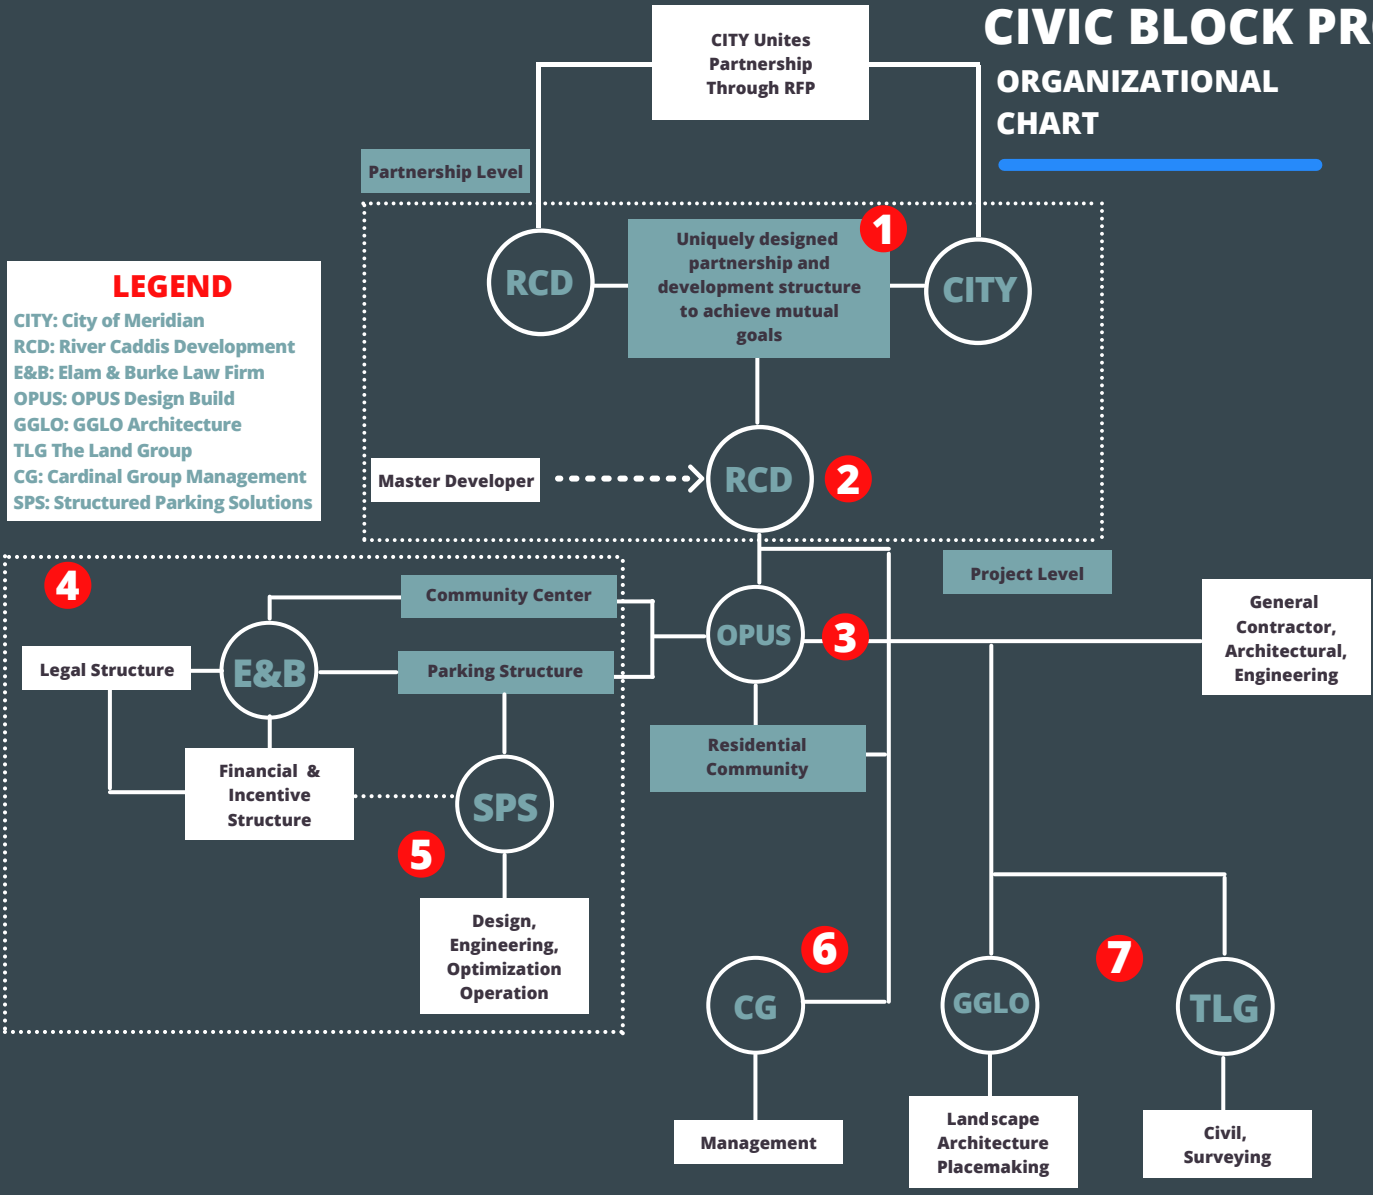 CIVIC BLOCK PR
ORGANIZATIONAL
CHART
CITY Unites
Partnership
Through RFP
Partnership Level
1
Uniquely designed
partnership and
development structure
to achieve mutual
goals
RCD
CITY
LEGEND
CITY: City of Meridian
RCD: River Caddis Development
E&B: Elam & Burke Law Firm
OPUS: OPUS Design Build
GGLO: GGLO Architecture
TLG The Land Group
CG: Cardinal Group Management
SPS: Structured Parking Solutions
Master Developer
RCD
2
Project Level
4
Community Center
OPUS
3
General
Contractor,
Architectural,
Engineering
Legal Structure
E&B
Parking Structure
Residential
Community
Financial &
Incentive
Structure
SPS
5
Design,
Engineering,
Optimization
Operation
6
7
CG
GGLO
TLG
Management
Landscape
Architecture
Placemaking
Civil,
Surveying